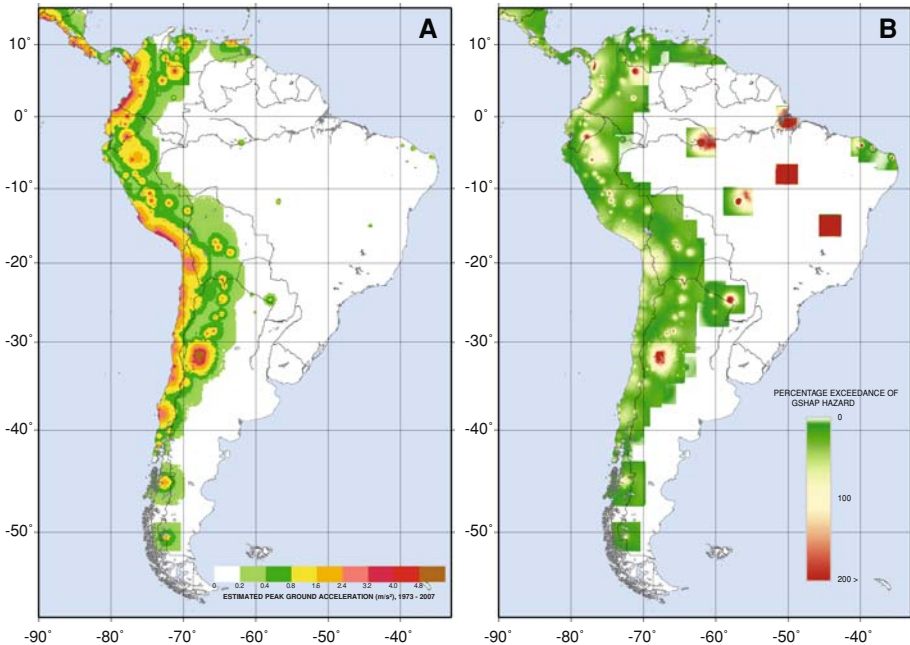 A
B
10˚
0˚
-10˚
-20˚
-30˚
-40˚
-50˚
10˚
0˚
-10˚
-20˚
-30˚
-40˚
-50˚
0 0.2 0.4 0.8 1.6 2.4 3.2 4.0 4.8
ESTIMATED PEAK GROUND ACCELERATION (m/s²), 1973 - 2007
PERCENTAGE EXCEEDANCE OF
GSHAP HAZARD
0
100
200 >
-90˚ -80˚ -70˚ -60˚ -50˚ -40˚
-90˚ -80˚ -70˚ -60˚ -50˚ -40˚